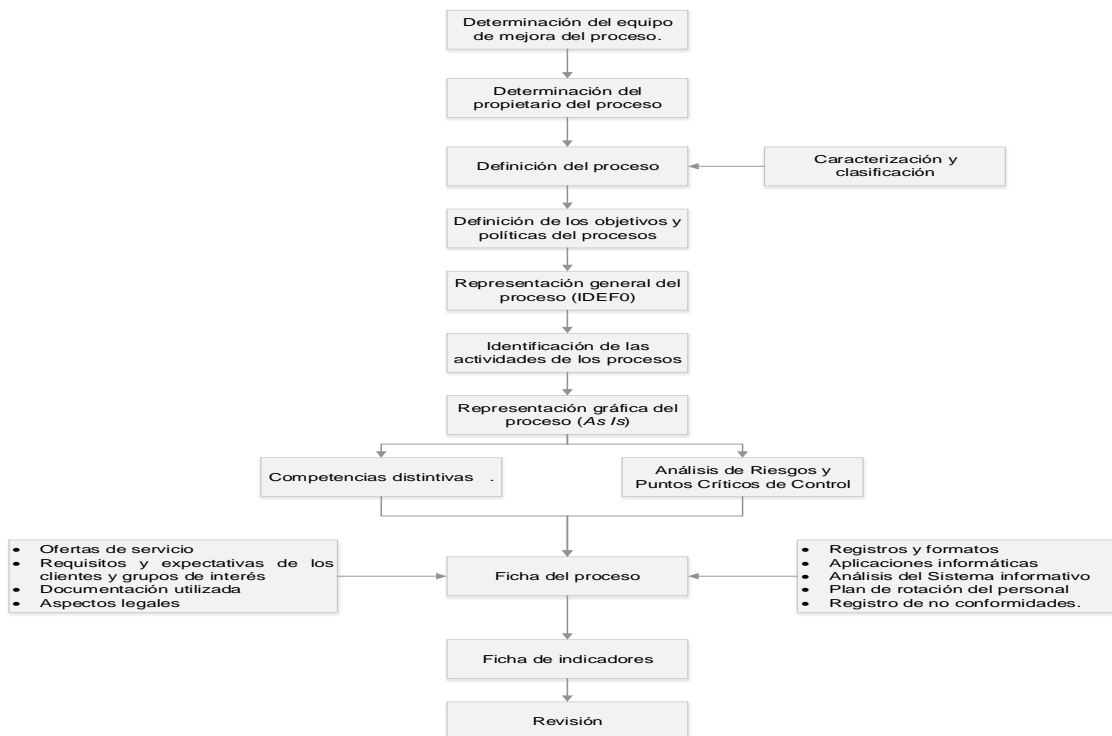 Determinación del equipo
de mejora del proceso.
Determinación del
propietario del proceso
Definición del proceso
Caracterización y
clasificación
Definición de los objetivos y
políticas del procesos
Representación general del
proceso (IDEF0)
Identificación de las
actividades de los procesos
Representación gráfica del
proceso (As Is)
Competencias distintivas .
Análisis de Riesgos y
Puntos Críticos de Control
• Ofertas de servicio
• Requisitos y expectativas de los
clientes y grupos de interés
• Documentación utilizada
• Aspectos legales
Ficha del proceso
• Registros y formatos
• Aplicaciones informáticas
• Análisis del Sistema informativo
• Plan de rotación del personal
• Registro de no conformidades.
Ficha de indicadores
Revisión